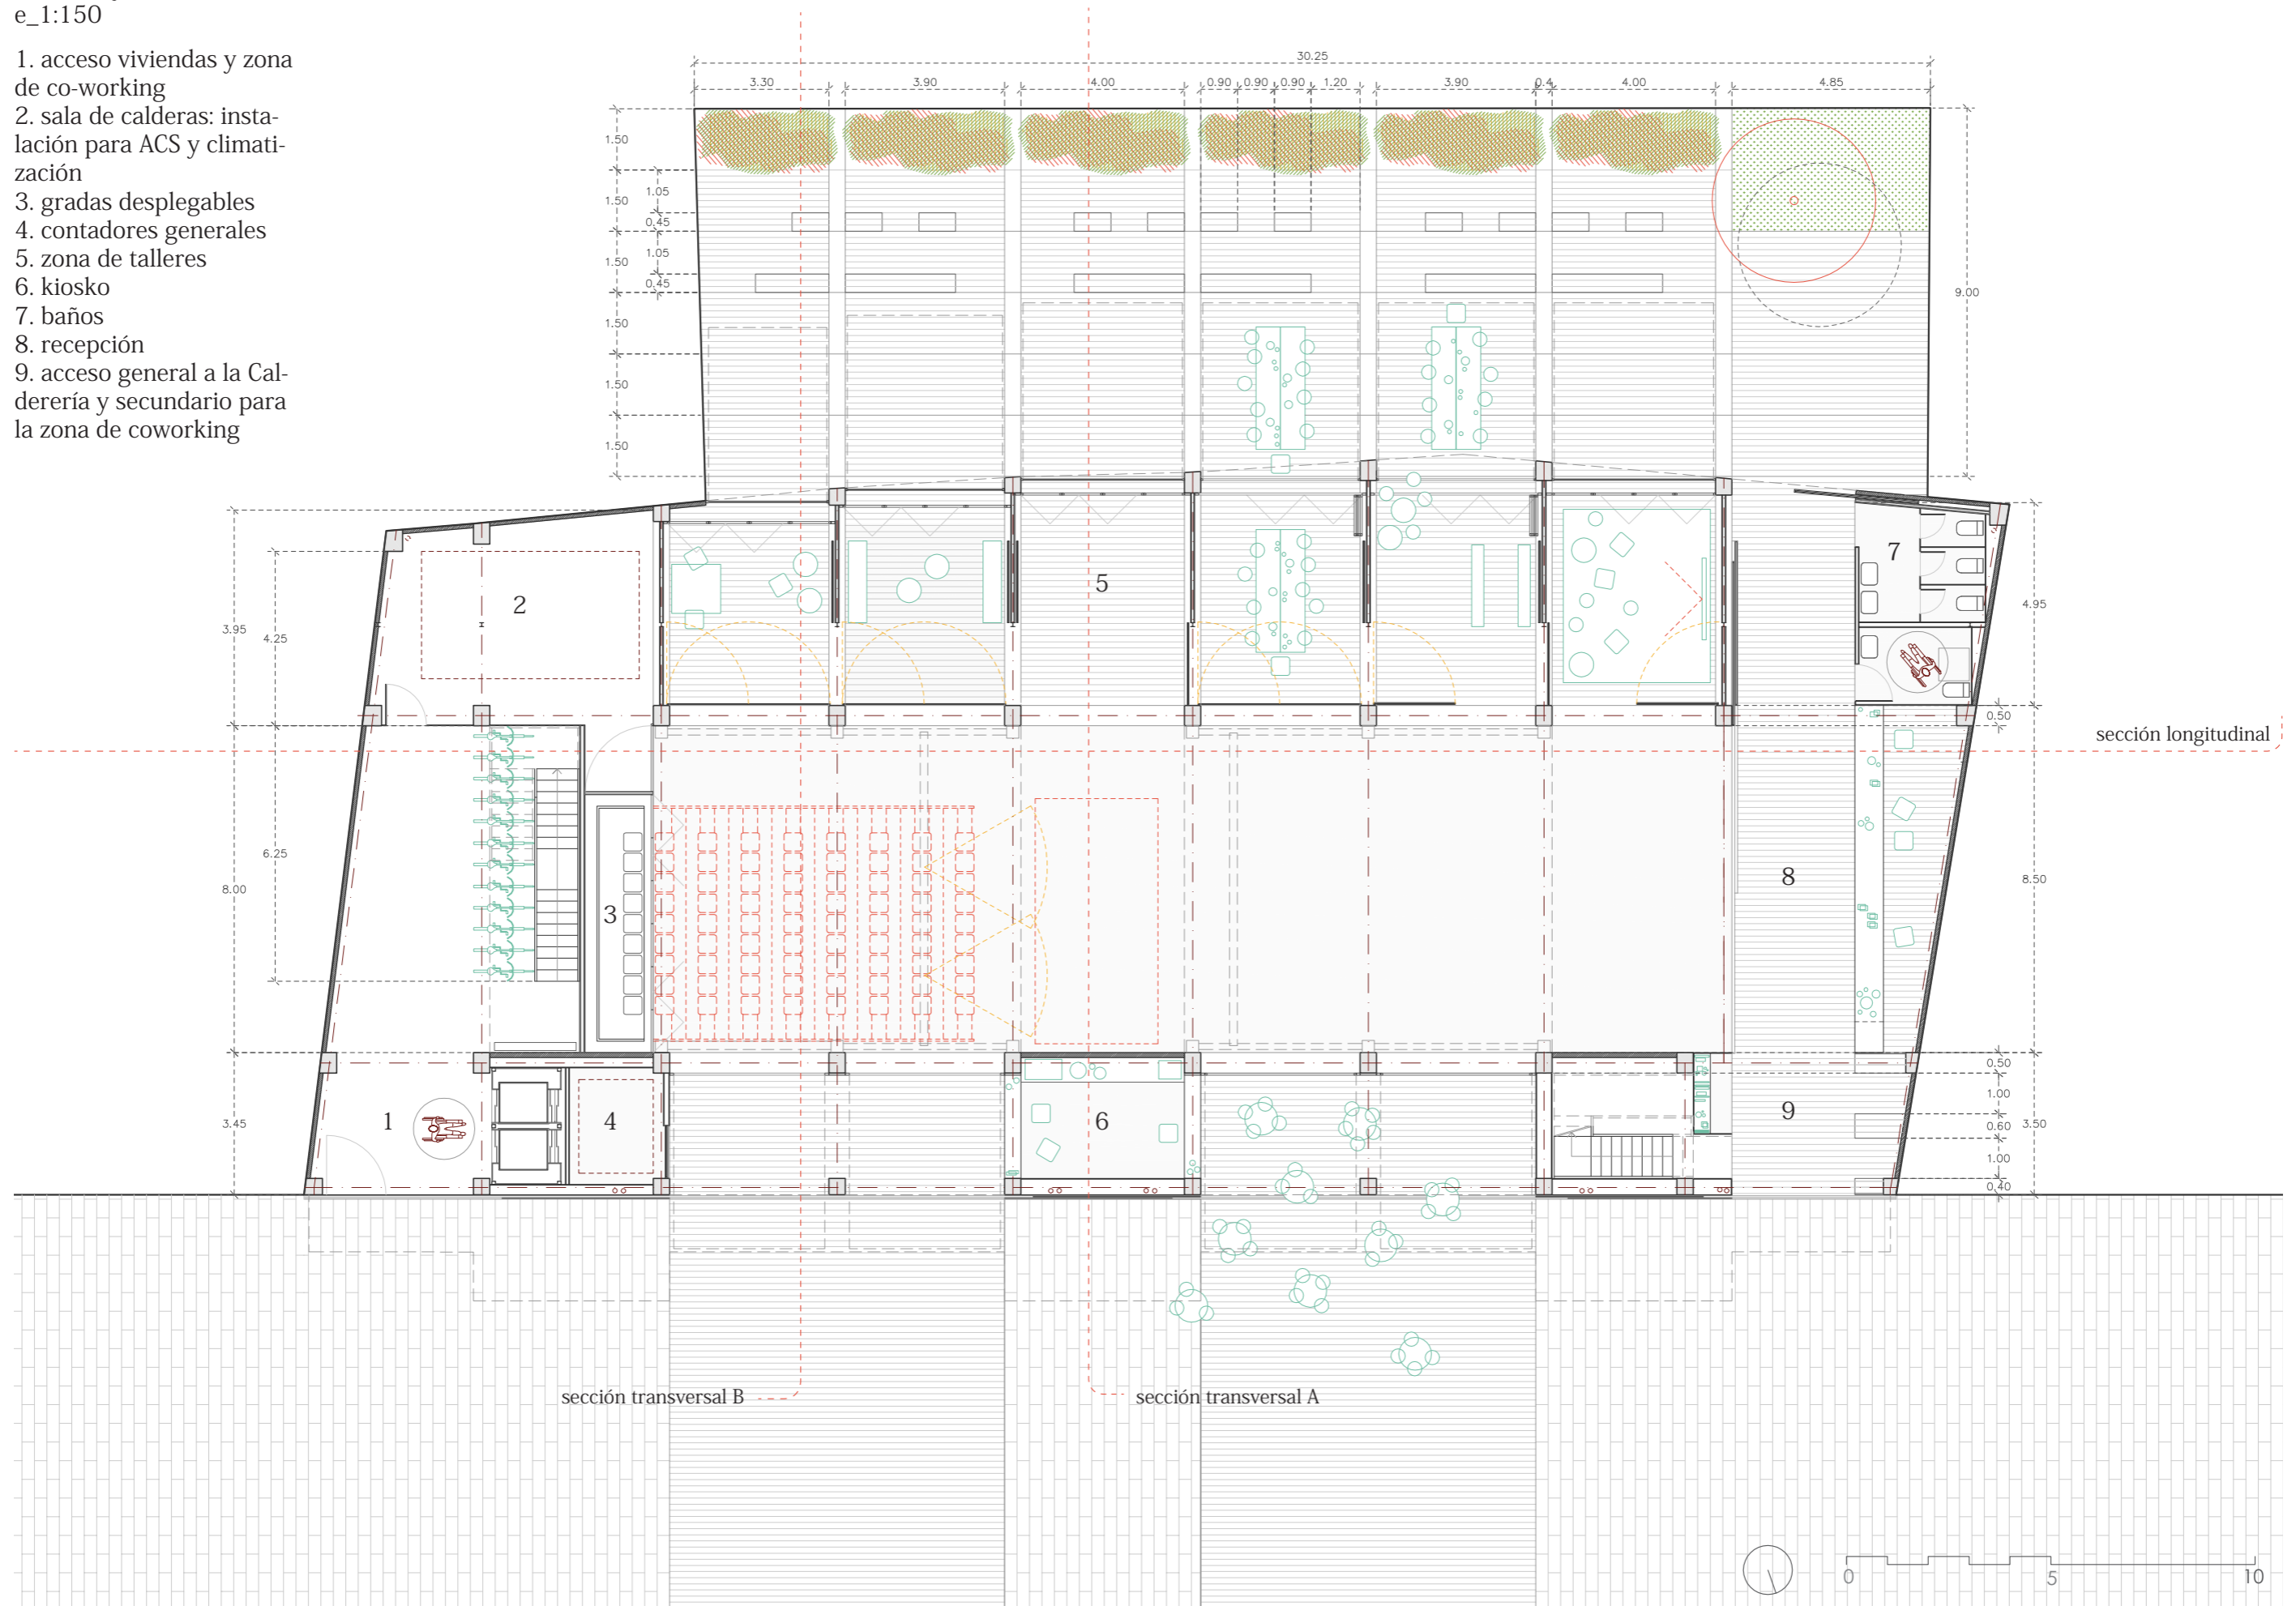 e_1:150
1. acceso viviendas y zona
de co-working
2. sala de calderas: insta-
lación para ACS y climati-
zación
3. gradas desplegables
4. contadores generales
5. zona de talleres
6. kiosko
7. baños
8. recepción
9. acceso general a la Cal-
derería y secundario para
la zona de coworking
30.25
3.30 3.90 4.00 0.90 0.90 0.90 1.20 3.90 0.4 4.00 4.85
1.50
1.05
1.50
0.45
1.05
1.50
0.45
9.00
1.50
1.50
1.50
7
5
2
4.95
3.95
4.25
0.50
sección longitudinal
6.25
8.00
3
8
8.50
0.50
1.00
1
4
6
9
3.45
0.60
3.50
1.00
0.40
sección transversal B
sección transversal A
0 5 10